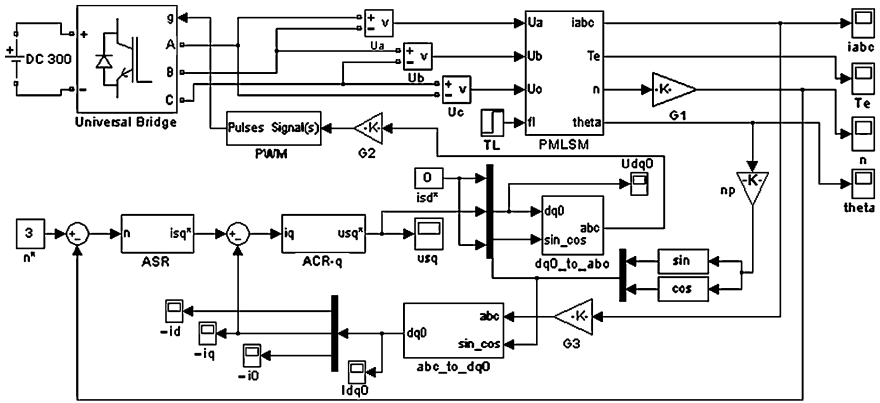 g
DC 300
A
B
C
+
−
Universal Bridge
+
−
v
Ua
+
−
v
Ub
+
−
v
Uc
Ua
Ub
Uo
fl
iabc
Te
n
theta
PMLSM
TL
-K-
G1
iabc
Te
n
theta
Pulses Signal(s)
PWM
-K-
G2
0
isd*
Udq0
-K-
np
3
n*
+
−
n
isq*
ASR
+
−
iq
usq*
ACR-q
usq
dq0
abc
sin_cos
dq0_to_abo
sin
cos
-id
-iq
-i0
Idq0
dq0
abc
sin_cos
abc_to_dq0
-K-
G3